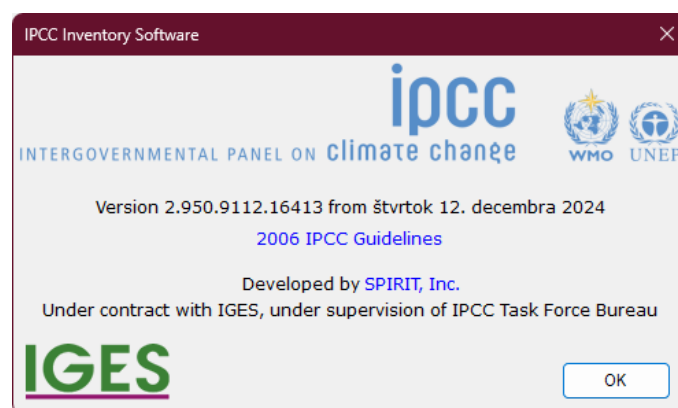 IPCC Inventory Software
ipcc
INTERGOVERNMENTAL PANEL ON climate change
WMO UNEP
Version 2.950.9112.16413 from štvrtok 12. decembra 2024
2006 IPCC Guidelines
Developed by SPIRIT, Inc.
Under contract with IGES, under supervision of IPCC Task Force Bureau
IGES
OK